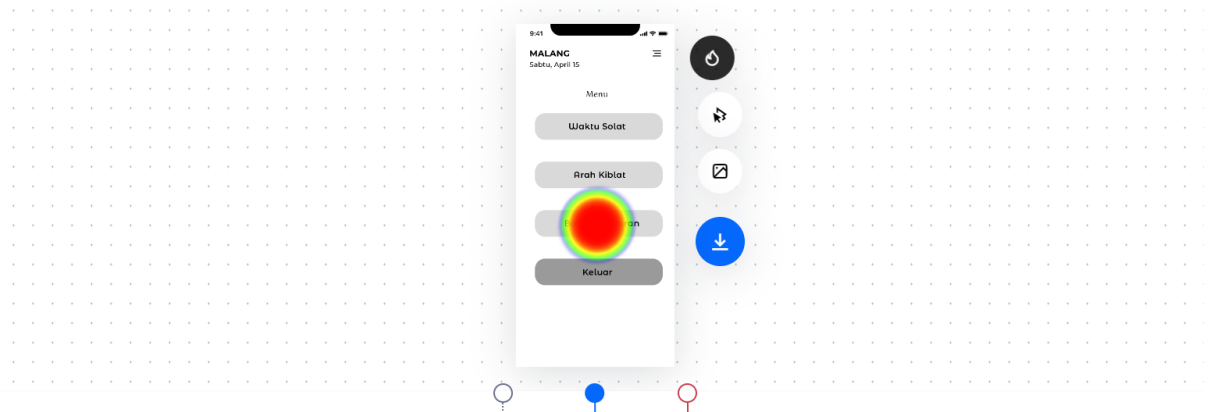 9:41
MALANG
Sabtu, April 15
Menu
Waktu Solat
Arah Kiblat
Keluar